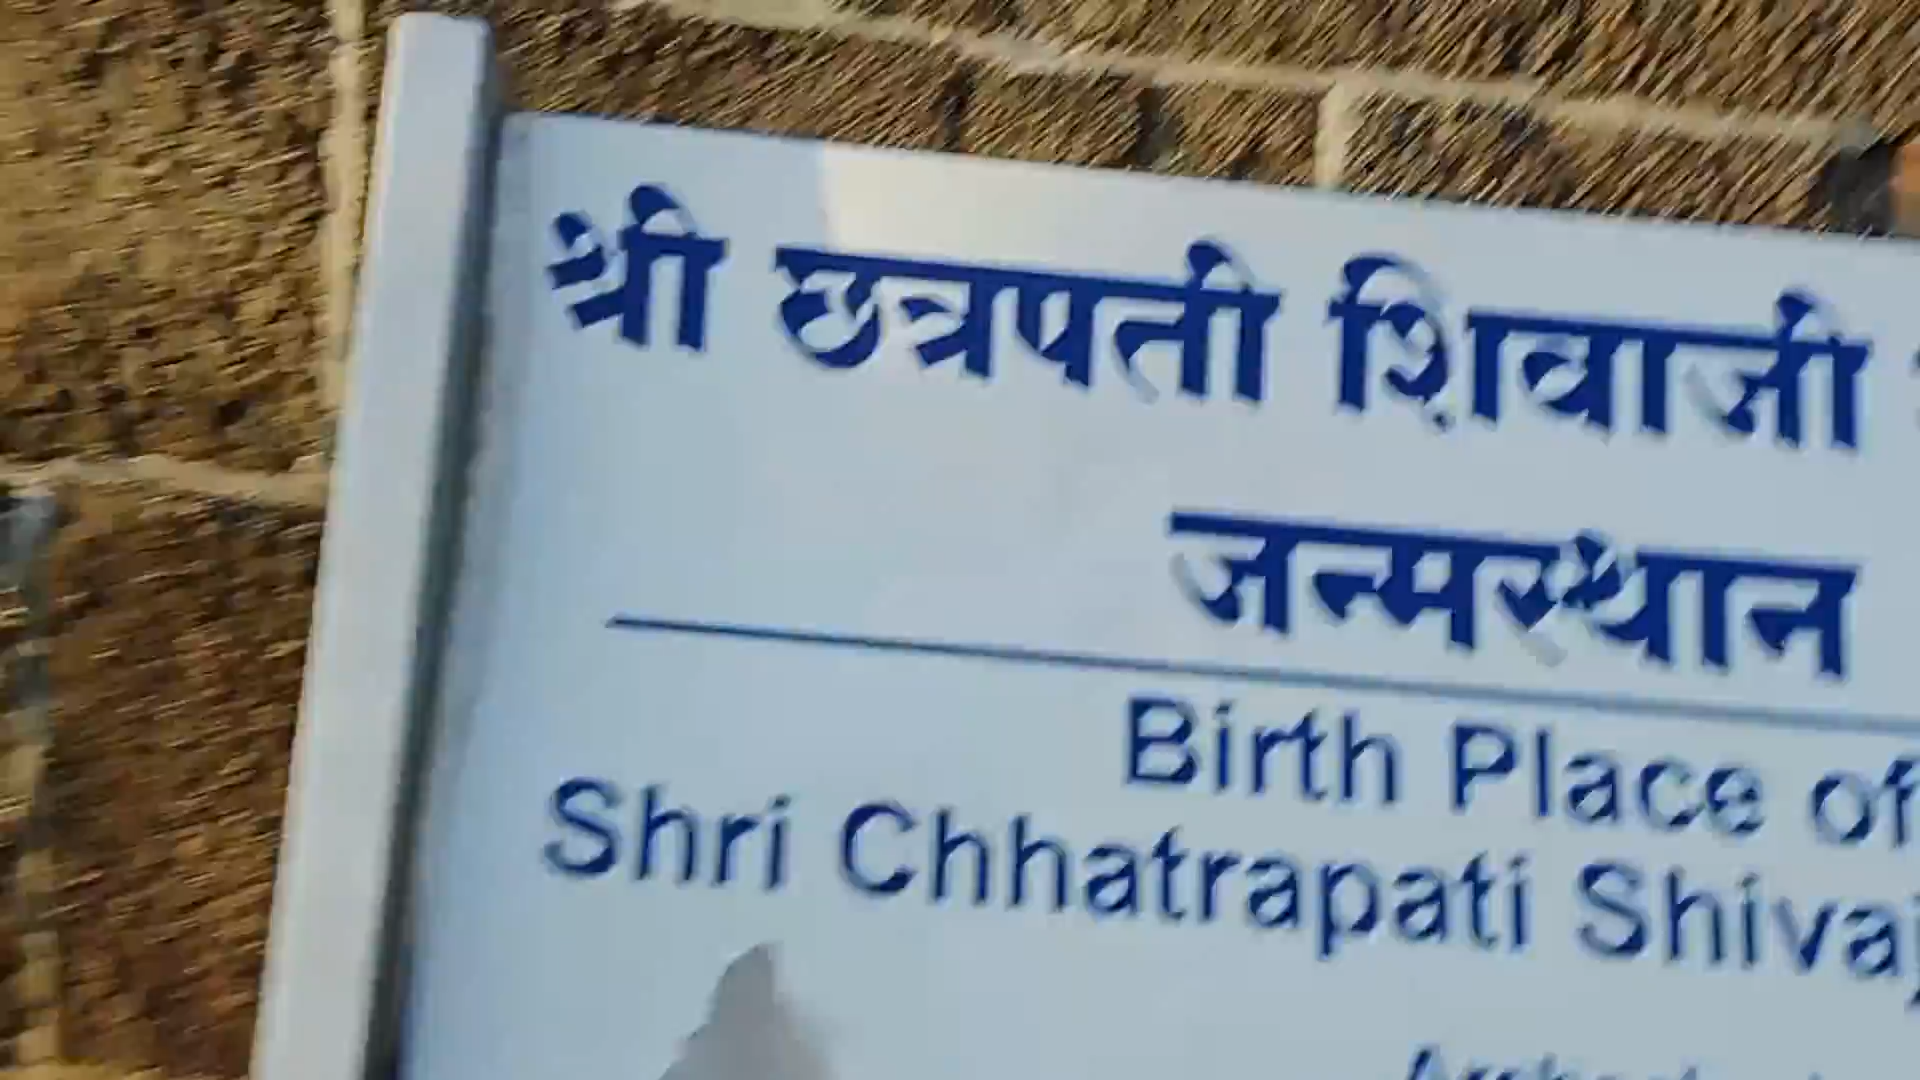 श्री छत्रपती शिवाजी
जन्मस्थान
Birth Place of
Shri Chhatrapati Shivaj